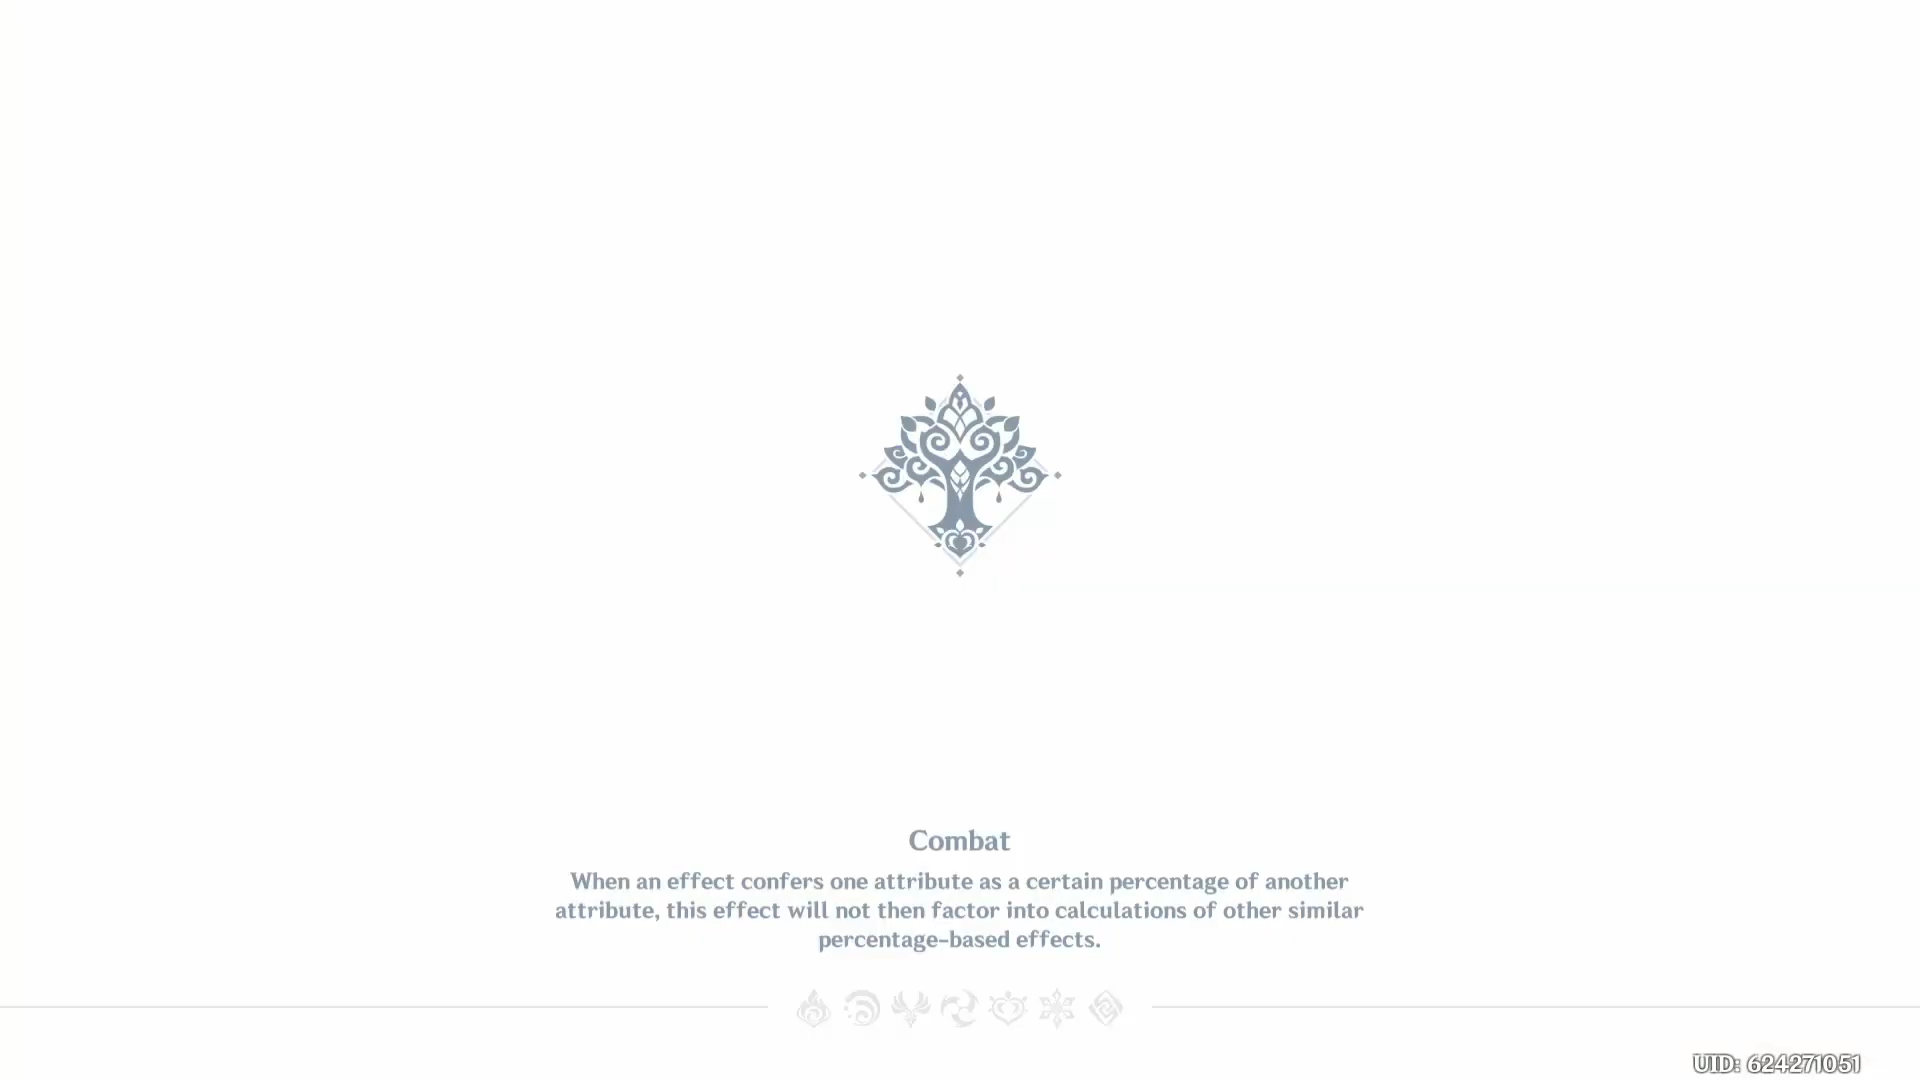 Combat
When an effect confers one attribute as a certain percentage of another
attribute, this effect will not then factor into calculations of other similar
percentage-based effects.
UID: 624271051